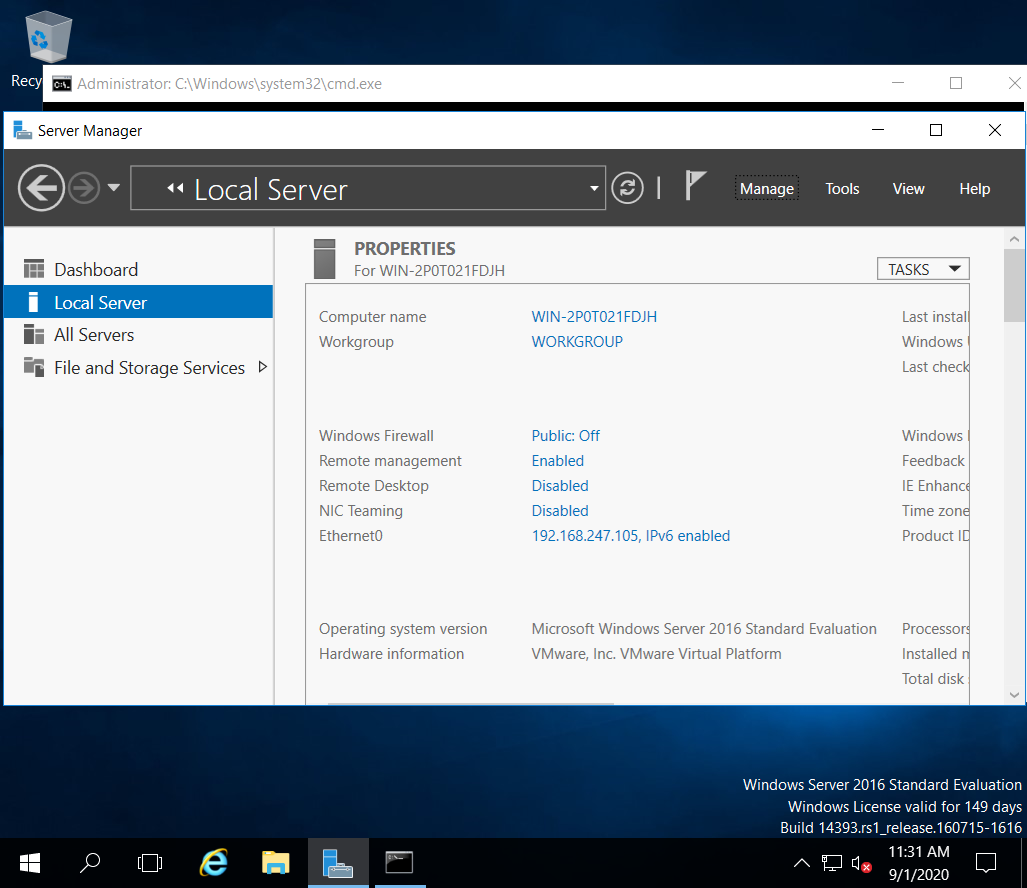 Recy
Administrator: C:\Windows\system32\cmd.exe
Server Manager
Local Server
Manage Tools View Help
Dashboard
Local Server
All Servers
File and Storage Services
PROPERTIES
For WIN-2P0T021FDJH
TASKS
Computer name WIN-2P0T021FDJH Last install
Workgroup WORKGROUP Windows
Last check
Windows Firewall Public: Off Windows
Remote management Enabled Feedback
Remote Desktop Disabled IE Enhance
NIC Teaming Disabled Time zone
Ethernet0 192.168.247.105, IPv6 enabled Product ID
Operating system version Microsoft Windows Server 2016 Standard Evaluation Processors
Hardware information VMware, Inc. VMware Virtual Platform Installed
Total disk
Windows Server 2016 Standard Evaluation
Windows License valid for 149 days
Build 14393.rs1_release.160715-1616
11:31 AM
9/1/2020